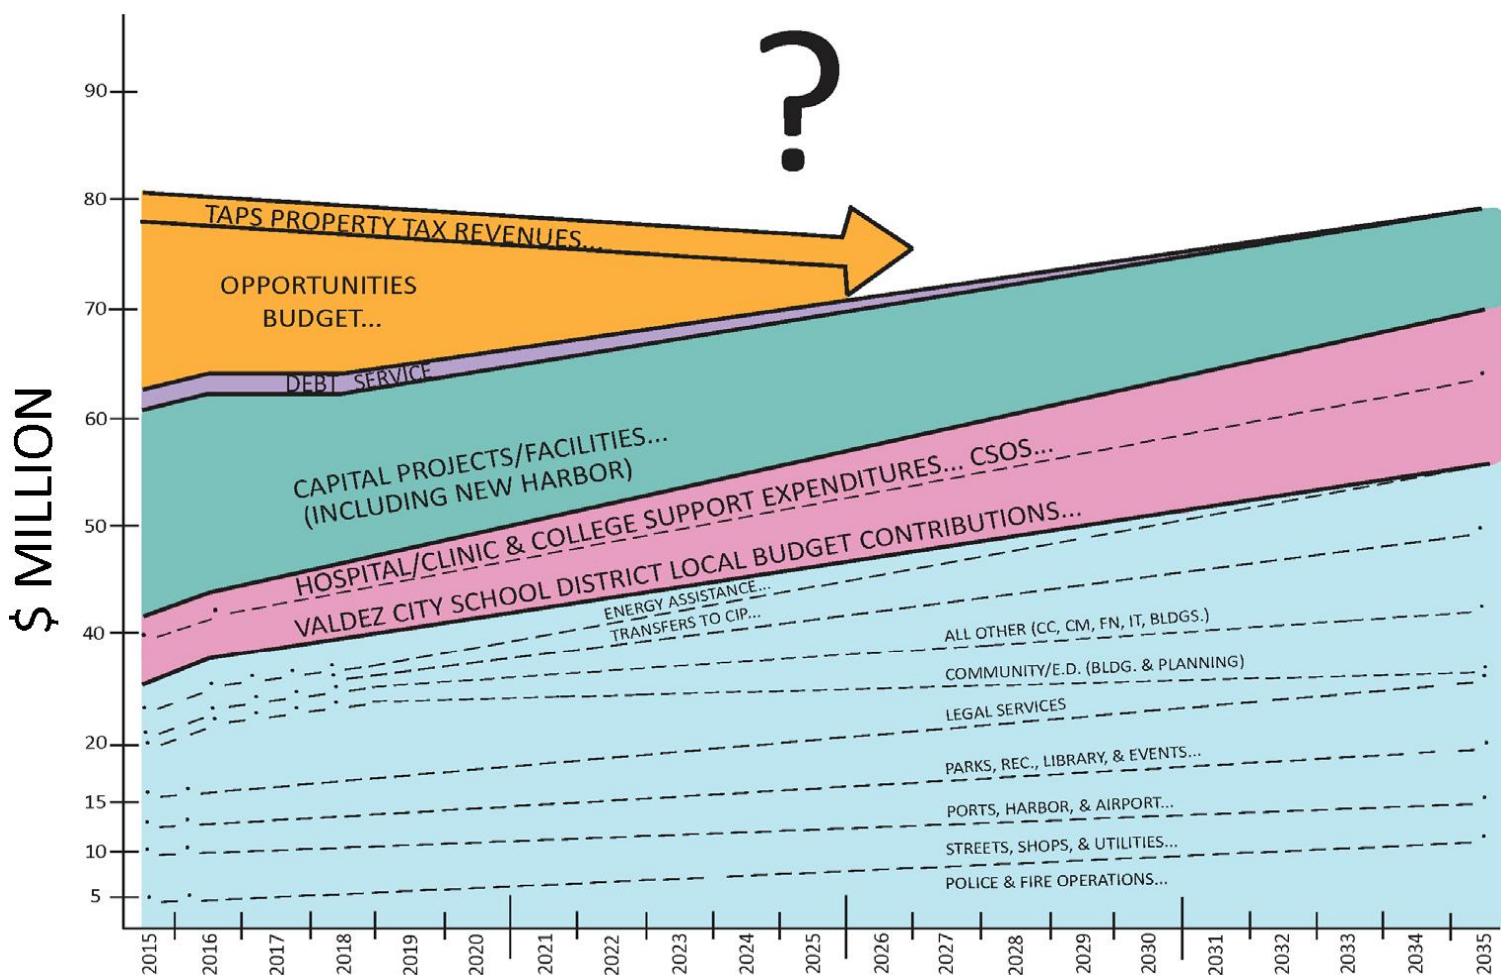 ?
90
80
70
60
50
40
20
15
10
5
$ MILLION
TAPS PROPERTY TAX REVENUES...
OPPORTUNITIES
BUDGET...
DEBT SERVICE
CAPITAL PROJECTS/FACILITIES...
(INCLUDING NEW HARBOR)
HOSPITAL/CLINIC & COLLEGE SUPPORT EXPENDITURES... CSOS...
VALDEZ CITY SCHOOL DISTRICT LOCAL BUDGET CONTRIBUTIONS...
ENERGY ASSISTANCE...
TRANSFERS TO CIP...
ALL OTHER (CC, CM, FN, IT, BLDGS.)
COMMUNITY/E.D. (BLDG. & PLANNING)
LEGAL SERVICES
PARKS, REC., LIBRARY, & EVENTS...
PORTS, HARBOR, & AIRPORT...
STREETS, SHOPS, & UTILITIES...
POLICE & FIRE OPERATIONS...
2015
2016
2017
2018
2019
2020
2021
2022
2023
2024
2025
2026
2027
2028
2029
2030
2031
2032
2033
2034
2035